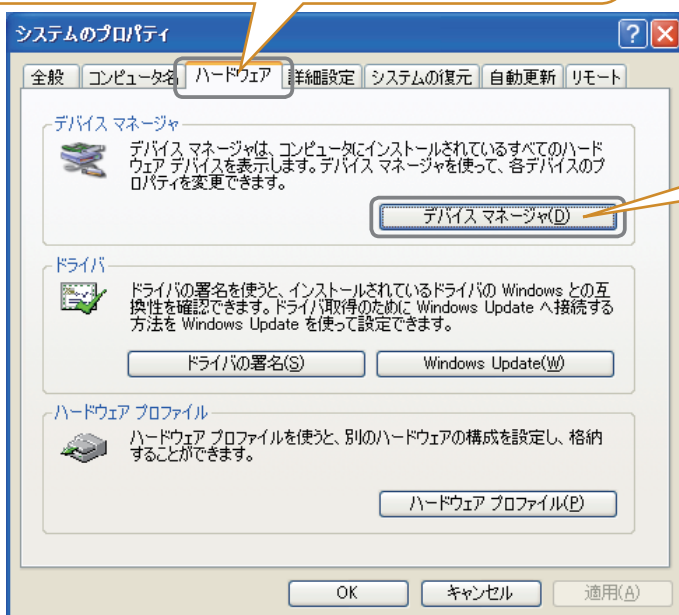 システムのプロパティ
全般 コンピュータ名 ハードウェア 詳細設定 システムの復元 自動更新 リモート
デバイス マネージャ
デバイス マネージャは、コンピュータにインストールされているすべてのハード
ウェア デバイスを表示します。デバイス マネージャを使って、各デバイスのプ
ロパティを変更できます。
デバイス マネージャ(D)
ドライバ
ドライバの署名を使うと、インストールされているドライバの Windows との互
換性を確認できます。ドライバ取得のために Windows Update へ接続する
方法を Windows Update を使って設定できます。
ドライバの署名(S) Windows Update(W)
ハードウェア プロファイル
ハードウェア プロファイルを使うと、別のハードウェアの構成を設定し、格納
することができます。
ハードウェア プロファイル(P)
OK キャンセル 適用(A)